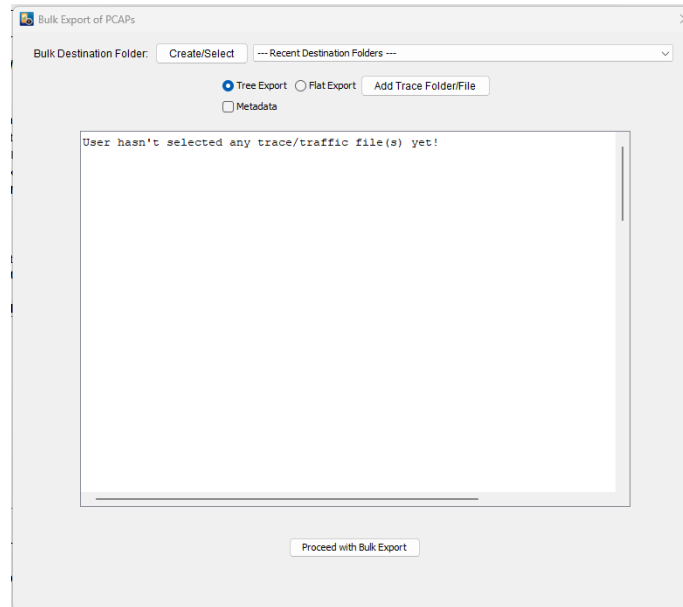 Bulk Export of PCAPs
Bulk Destination Folder: Create/Select --- Recent Destination Folders ---
Tree Export Flat Export Add Trace Folder/File
Metadata
User hasn't selected any trace/traffic file(s) yet!
Proceed with Bulk Export